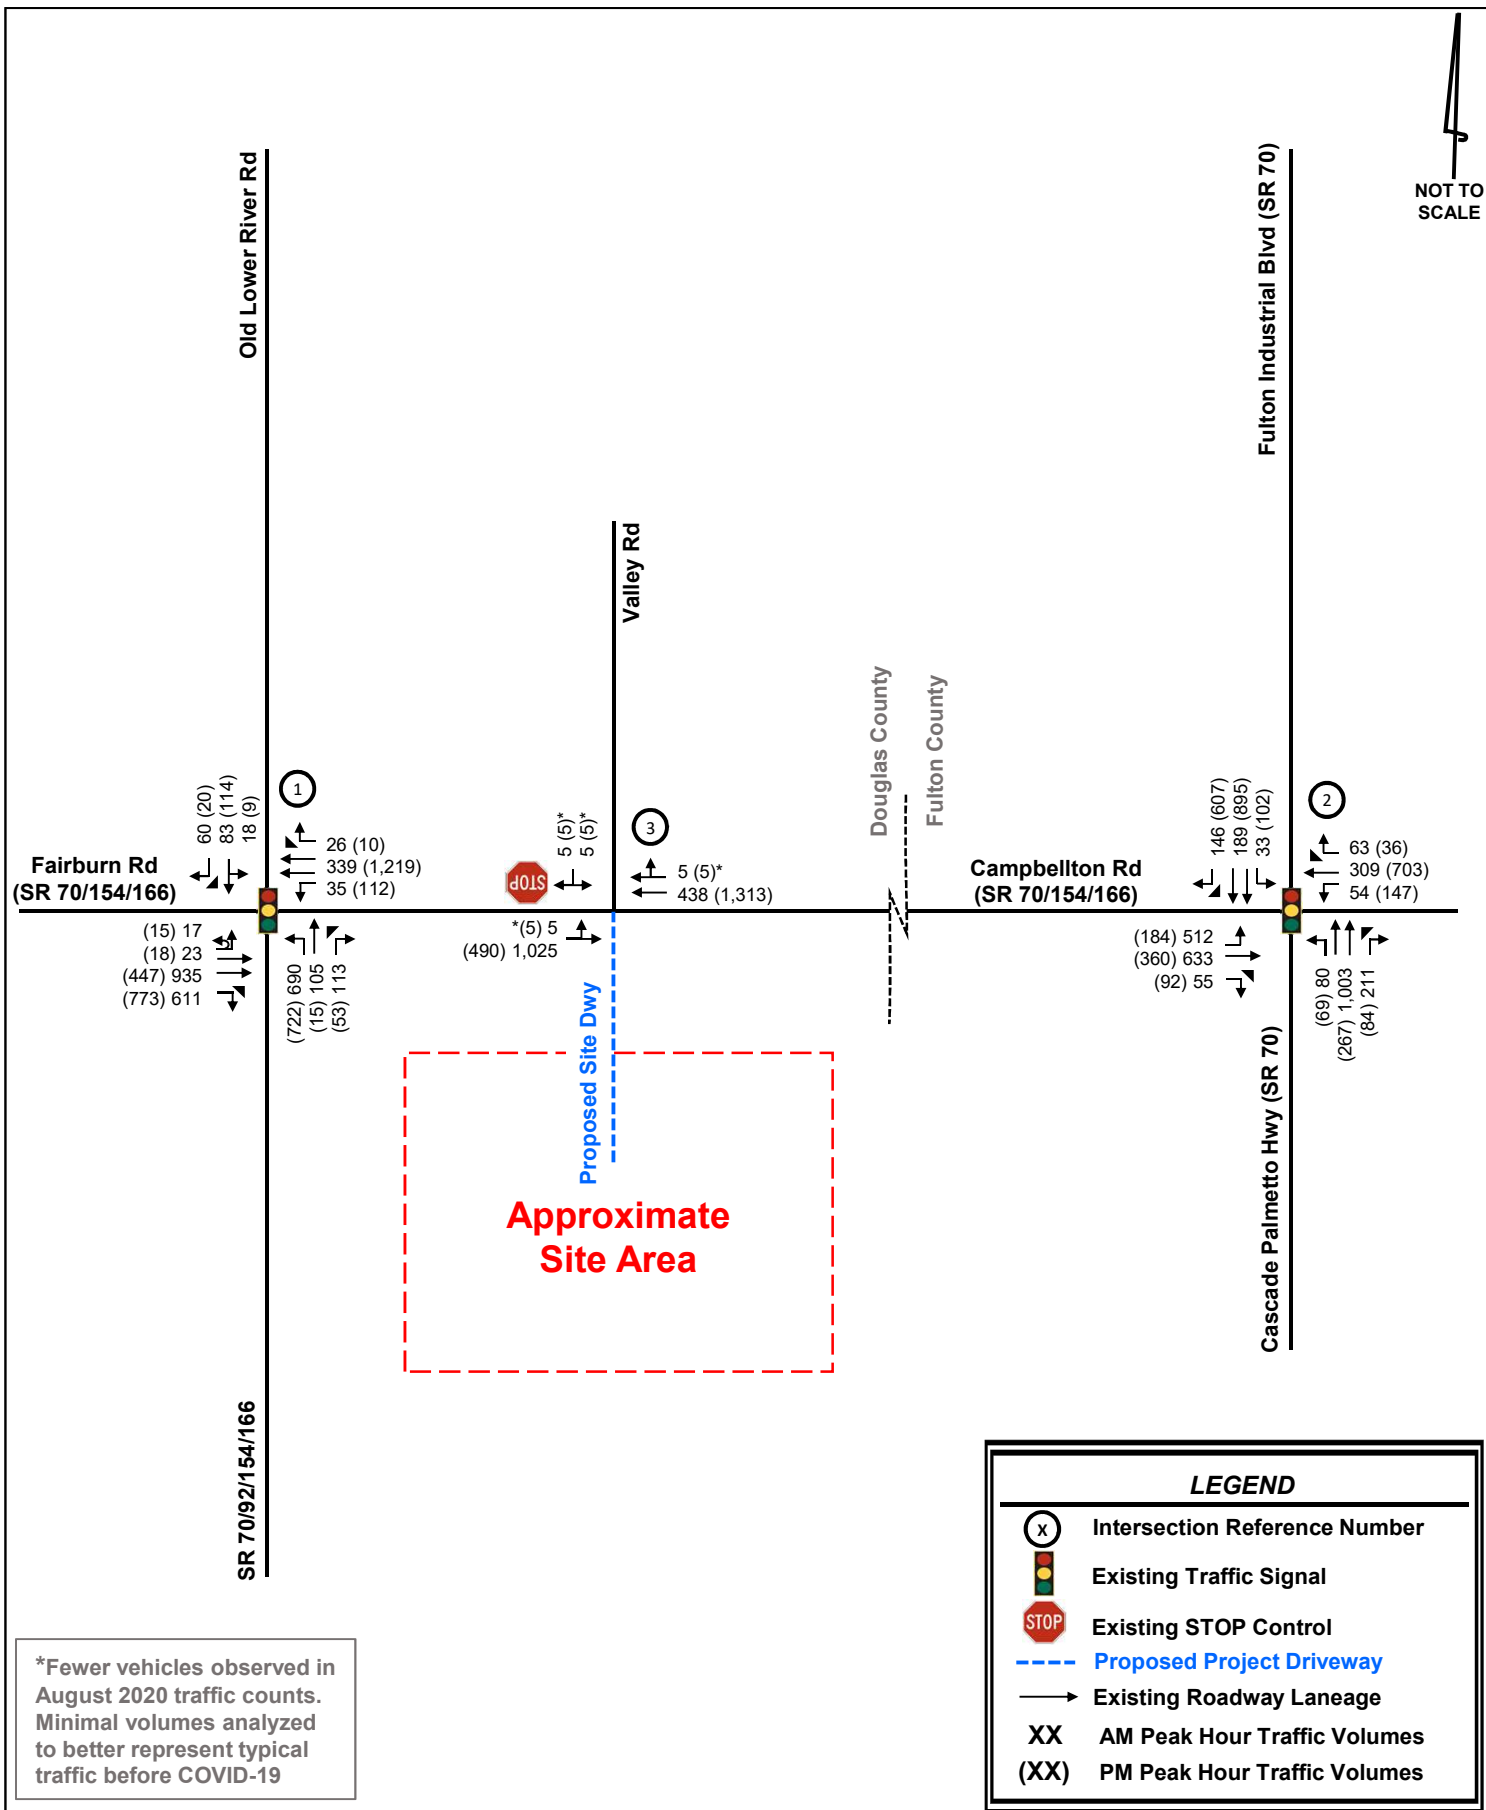 NOT TO
SCALE
Old Lower River Rd
Fulton Industrial Blvd (SR 70)
Valley Rd
Douglas County
Fulton County
60 (20)
83 (114)
18 (9)
1
26 (10)
339 (1,219)
35 (112)
Fairburn Rd
(SR 70/154/166)
(15) 17
(18) 23
(447) 935
(773) 611
(722) 690
(15) 105
(53) 113
STOP
5 (5)*
5 (5)*
3
5 (5)*
438 (1,313)
*(5) 5
(490) 1,025
Campbellton Rd
(SR 70/154/166)
146 (607)
189 (895)
33 (102)
2
63 (36)
309 (703)
54 (147)
(184) 512
(360) 633
(92) 55
(69) 80
(267) 1,003
(84) 211
Proposed Site Dwy
Approximate
Site Area
Cascade Palmetto Hwy (SR 70)
SR 70/92/154/166
*Fewer vehicles observed in
August 2020 traffic counts.
Minimal volumes analyzed
to better represent typical
traffic before COVID-19
LEGEND
X Intersection Reference Number
Existing Traffic Signal
STOP Existing STOP Control
Proposed Project Driveway
Existing Roadway Laneage
XX AM Peak Hour Traffic Volumes
(XX) PM Peak Hour Traffic Volumes